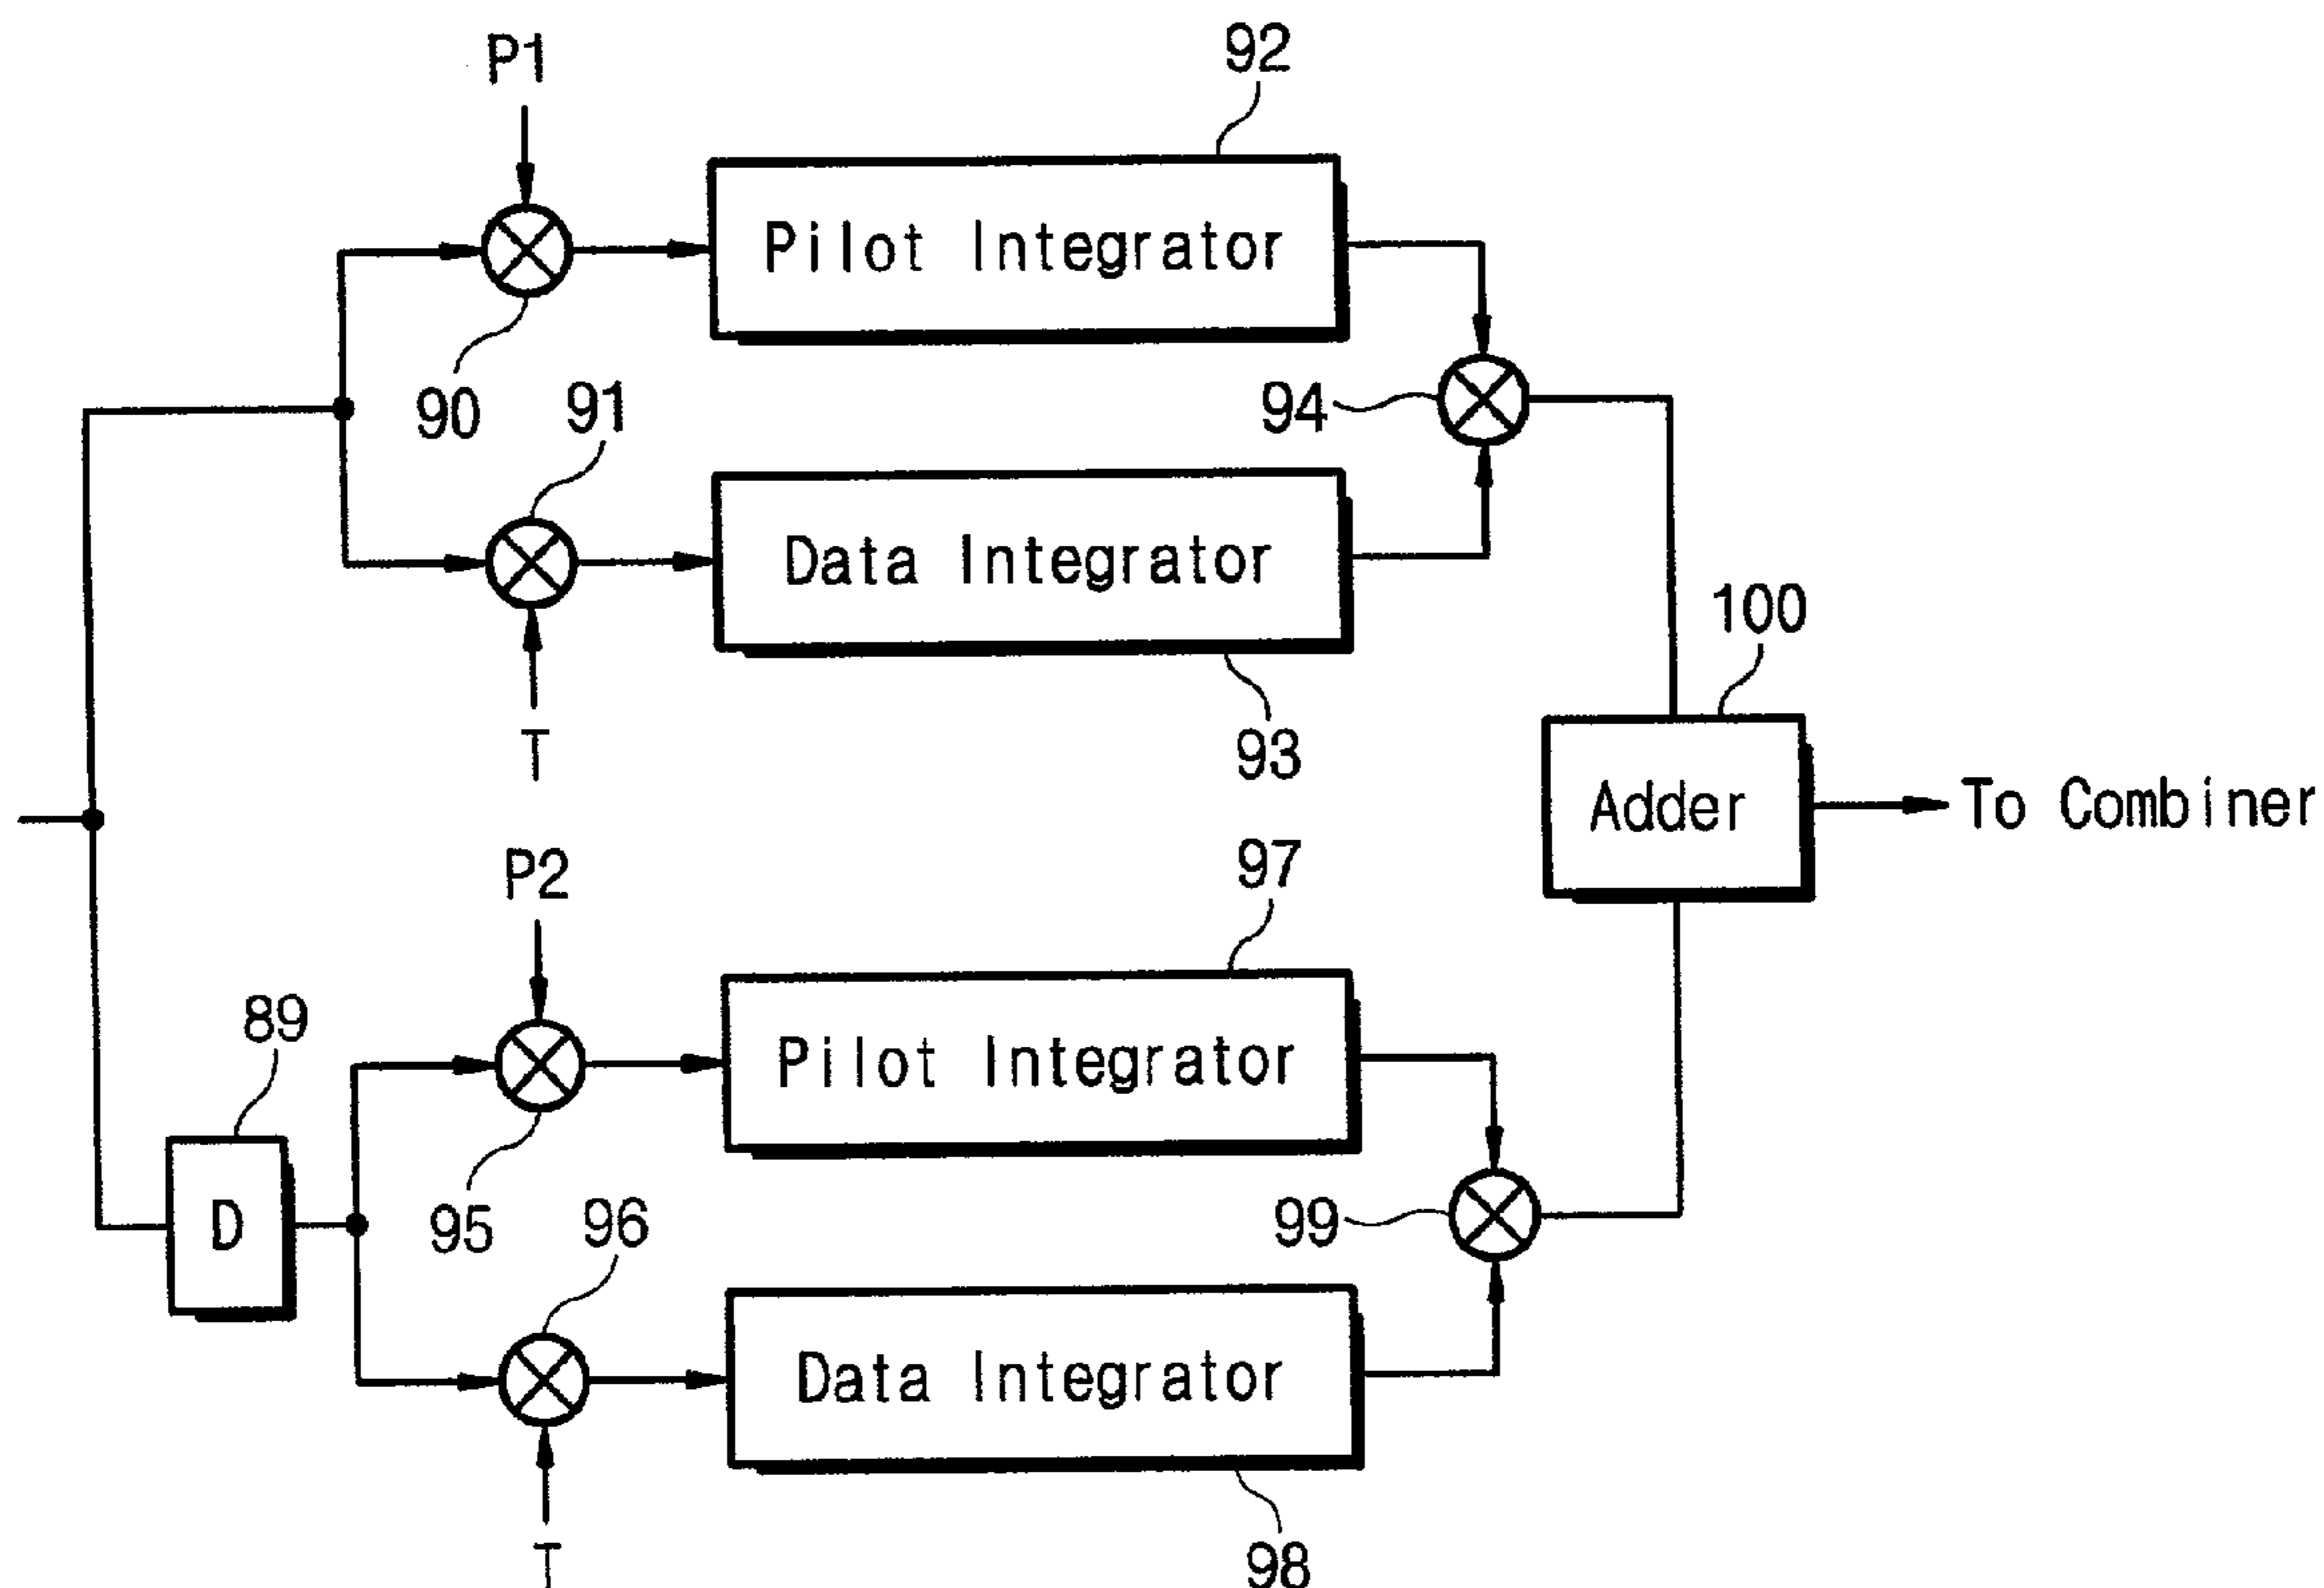 P1
92
Pilot Integrator
90
91
94
Data Integrator
T
93
100
Adder
To Combiner
P2
97
89
Pilot Integrator
D
95
96
99
Data Integrator
T
98